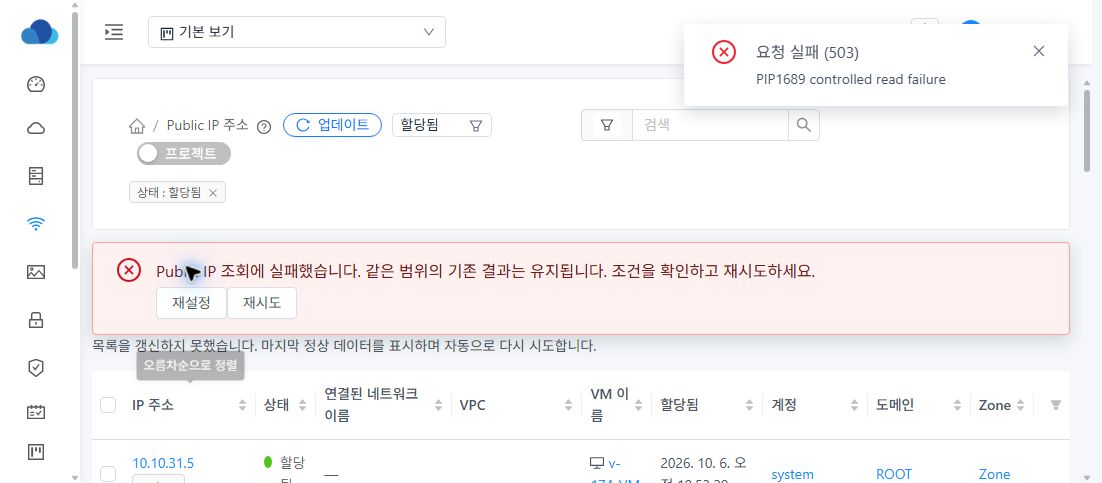 기본 보기
요청 실패 (503)
PIP1689 controlled read failure
/ Public IP 주소
업데이트
할당됨
검색
프로젝트
상태 : 할당됨
Public IP 조회에 실패했습니다. 같은 범위의 기존 결과는 유지됩니다. 조건을 확인하고 재시도하세요.
재설정
재시도
목록을 갱신하지 못했습니다. 마지막 정상 데이터를 표시하며 자동으로 다시 시도합니다.
오름차순으로 정렬
IP 주소
상태
연결된 네트워크
이름
VPC
VM 이
름
할당됨
계정
도메인
Zone
10.10.31.5
할당
—
v-
2026. 10. 6. 오
system
ROOT
Zone